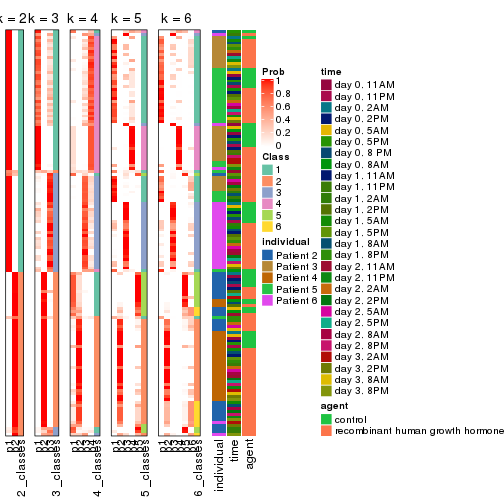 k = 2
k = 3
k = 4
k = 5
k = 6
Prob
1
0.8
0.6
0.4
0.2
0
Class
1
2
3
4
5
6
individual
Patient 2
Patient 3
Patient 4
Patient 5
Patient 6
time
day 0. 11AM
day 0. 11PM
day 0. 2AM
day 0. 2PM
day 0. 5AM
day 0. 5PM
day 0. 8 PM
day 0. 8AM
day 1. 11AM
day 1. 11PM
day 1. 2AM
day 1. 2PM
day 1. 5AM
day 1. 5PM
day 1. 8AM
day 1. 8PM
day 2. 11AM
day 2. 11PM
day 2. 2AM
day 2. 2PM
day 2. 5AM
day 2. 5PM
day 2. 8AM
day 2. 8PM
day 3. 2AM
day 3. 2PM
day 3. 8AM
day 3. 8PM
agent
control
recombinant human growth hormone
2_classes
3_classes
4_classes
5_classes
6_classes
individual
time
agent